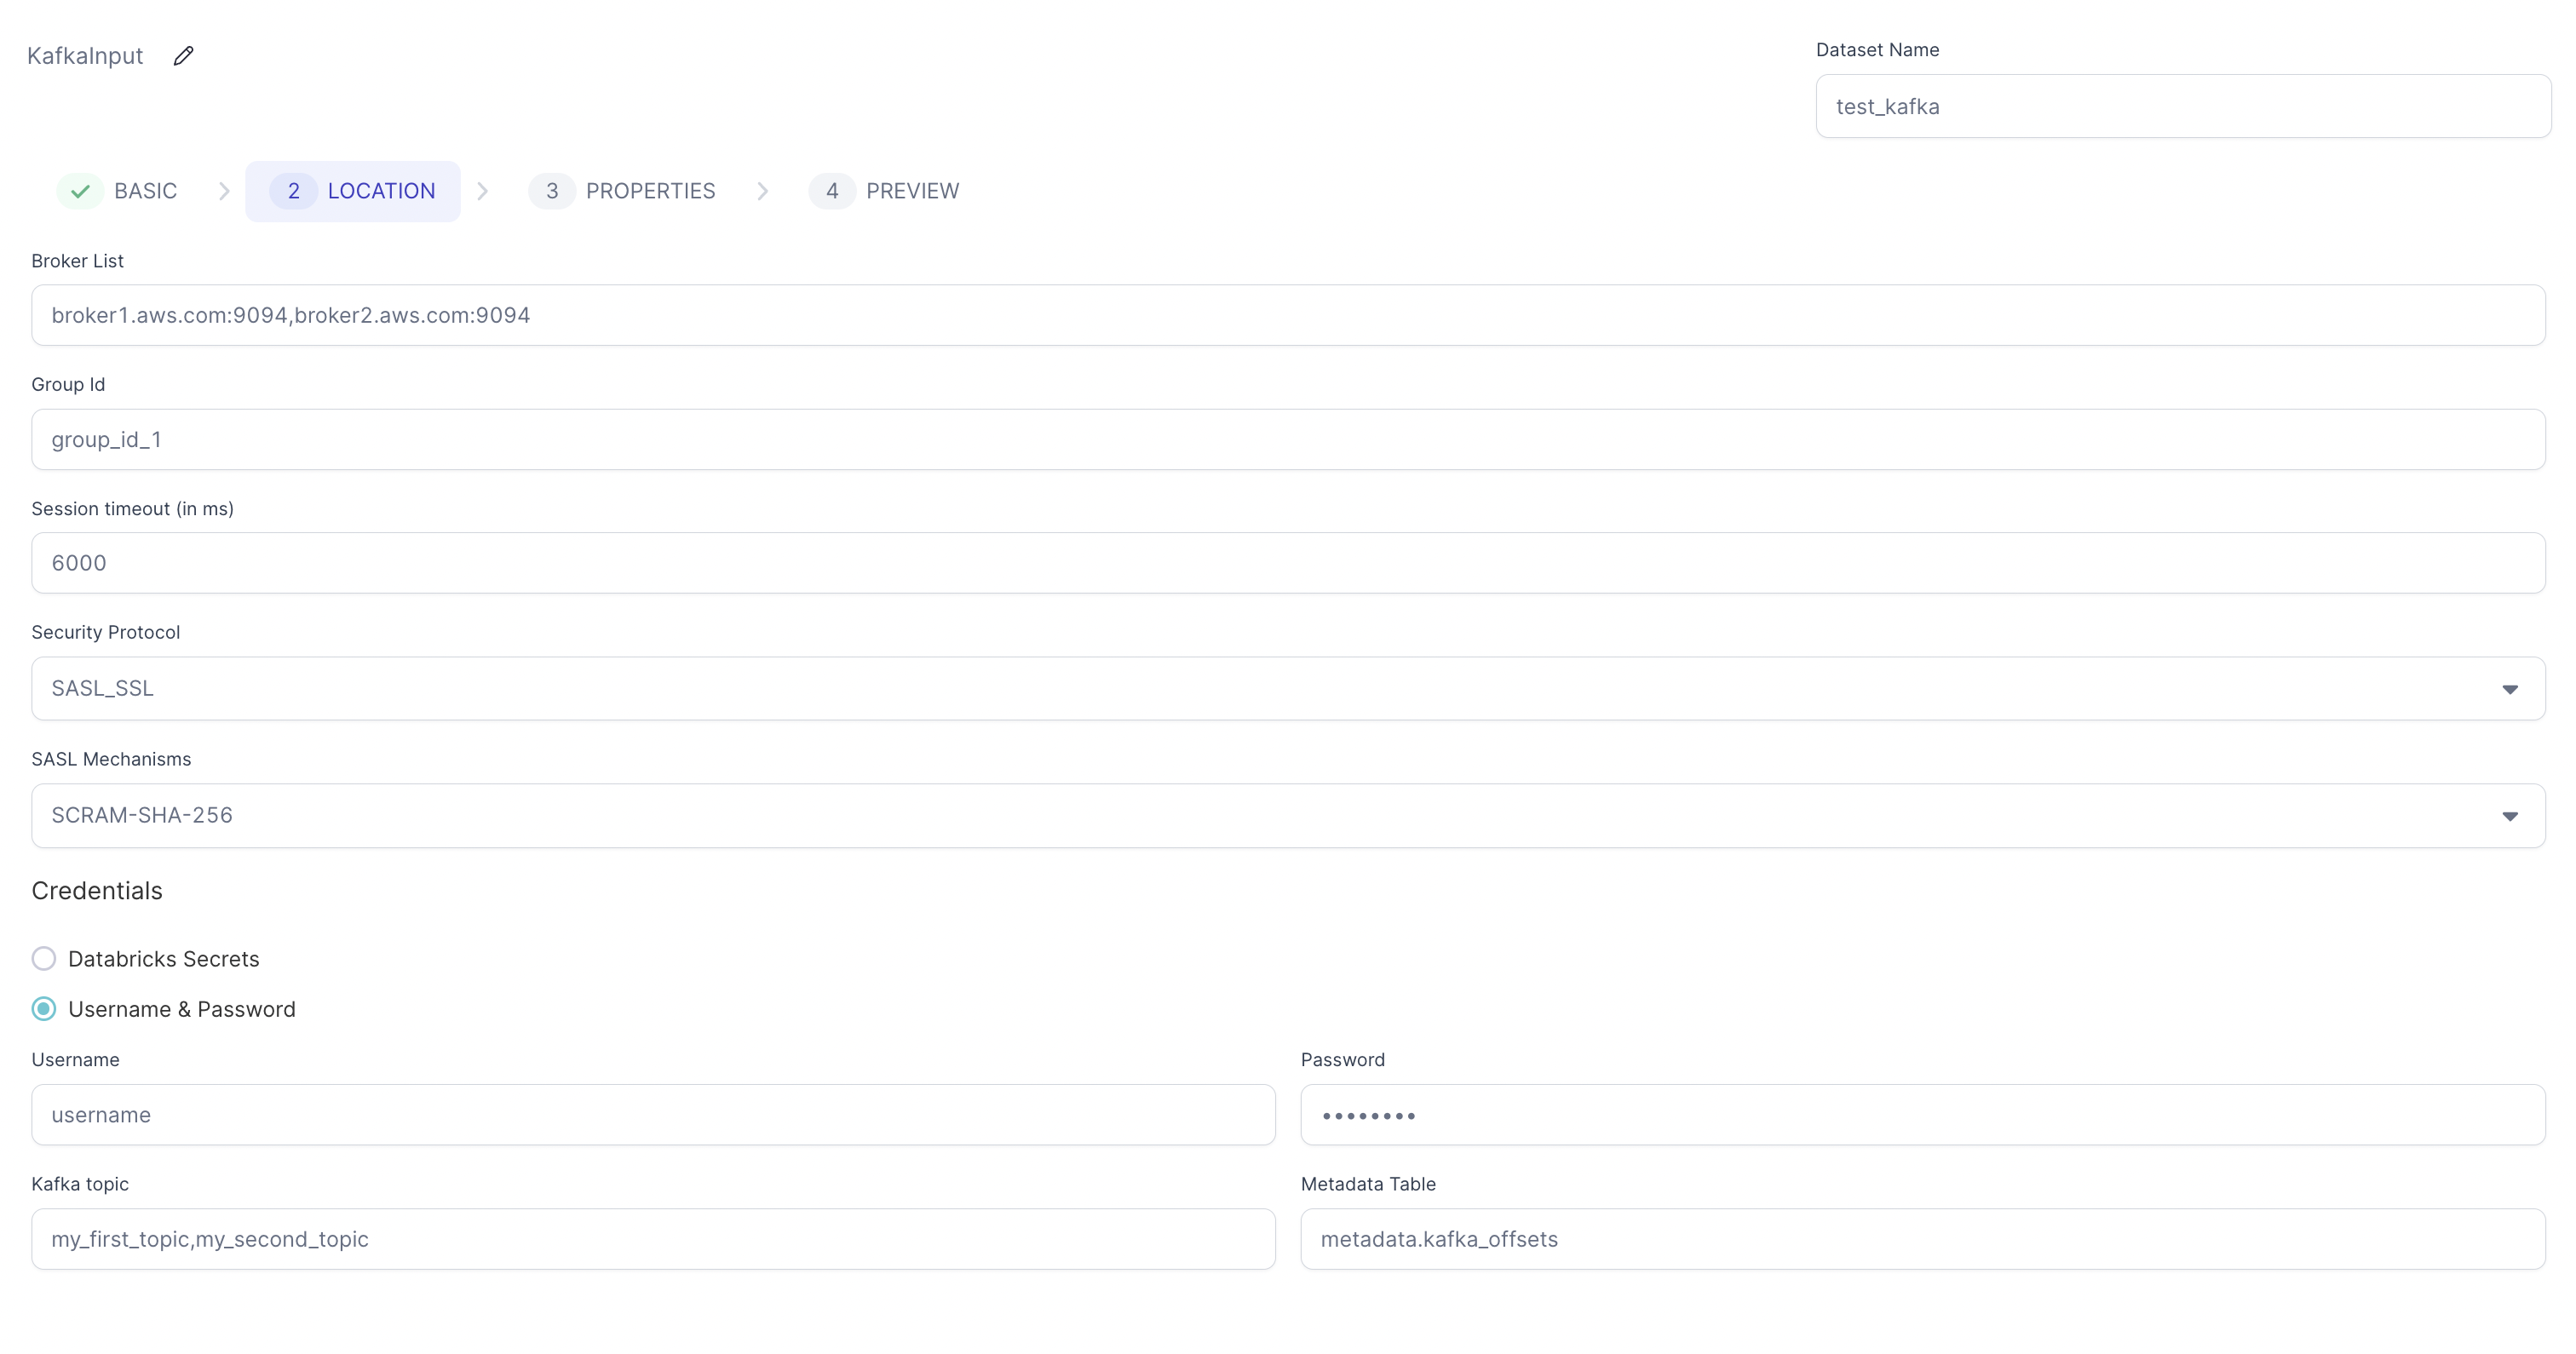 KafkaInput
Dataset Name
test_kafka
BASIC
2 LOCATION
3 PROPERTIES
4 PREVIEW
Broker List
broker1.aws.com:9094,broker2.aws.com:9094
Group Id
group_id_1
Session timeout (in ms)
6000
Security Protocol
SASL_SSL
SASL Mechanisms
SCRAM-SHA-256
Credentials
Databricks Secrets
Username & Password
Username
username
Password
••••••••
Kafka topic
my_first_topic,my_second_topic
Metadata Table
metadata.kafka_offsets